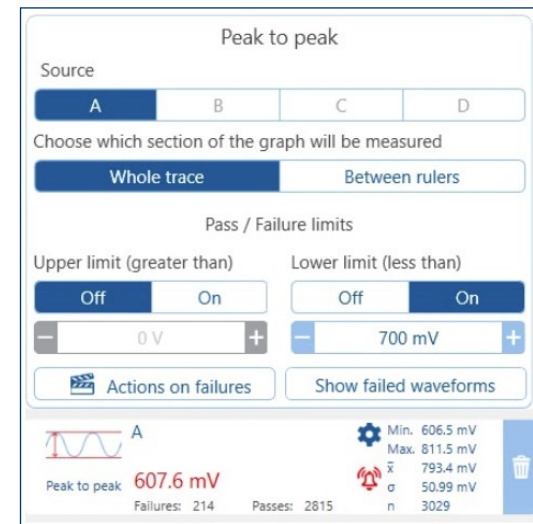 Peak to peak
Source
A B C D
Choose which section of the graph will be measured
Whole trace Between rulers
Pass / Failure limits
Upper limit (greater than) Lower limit (less than)
Off On Off On
− 0 V + − 700 mV +
Actions on failures Show failed waveforms
A
Min. 606.5 mV
Max. 811.5 mV
x̄ 793.4 mV
σ 50.99 mV
n 3029
Peak to peak 607.6 mV
Failures: 214 Passes: 2815